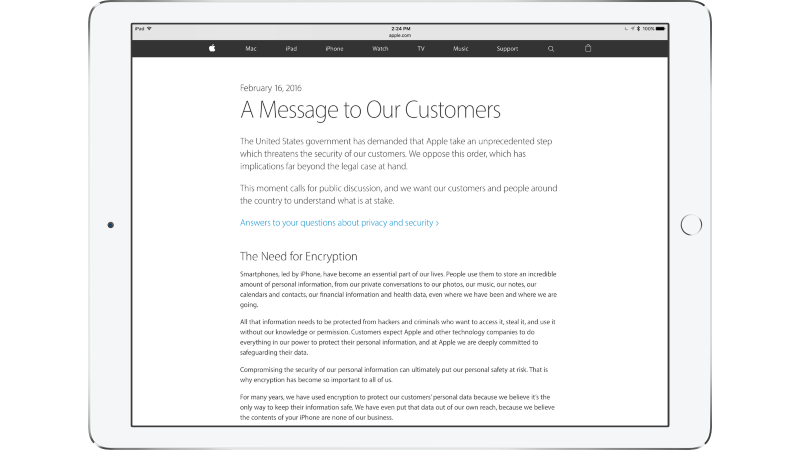 iPad
2:24 PM
100%
apple.com
Mac iPad iPhone Watch TV Music Support
February 16, 2016
A Message to Our Customers
The United States government has demanded that Apple take an unprecedented step
which threatens the security of our customers. We oppose this order, which has
implications far beyond the legal case at hand.
This moment calls for public discussion, and we want our customers and people around
the country to understand what is at stake.
Answers to your questions about privacy and security >
The Need for Encryption
Smartphones, led by iPhone, have become an essential part of our lives. People use them to store an incredible
amount of personal information, from our private conversations to our photos, our music, our notes, our
calendars and contacts, our financial information and health data, even where we have been and where we are
going.
All that information needs to be protected from hackers and criminals who want to access it, steal it, and use it
without our knowledge or permission. Customers expect Apple and other technology companies to do
everything in our power to protect their personal information, and at Apple we are deeply committed to
safeguarding their data.
Compromising the security of our personal information can ultimately put our personal safety at risk. That is
why encryption has become so important to all of us.
For many years, we have used encryption to protect our customers' personal data because we believe it's the
only way to keep their information safe. We have even put that data out of our own reach, because we believe
the contents of your iPhone are none of our business.